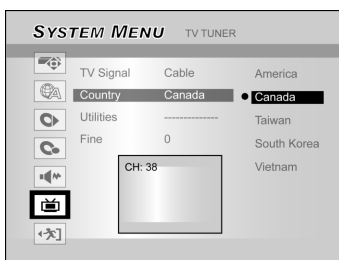 SYSTEM MENU TV TUNER
TV Signal Cable America
Country Canada Canada
Utilities -------------- Taiwan
Fine 0 South Korea
CH: 38 Vietnam